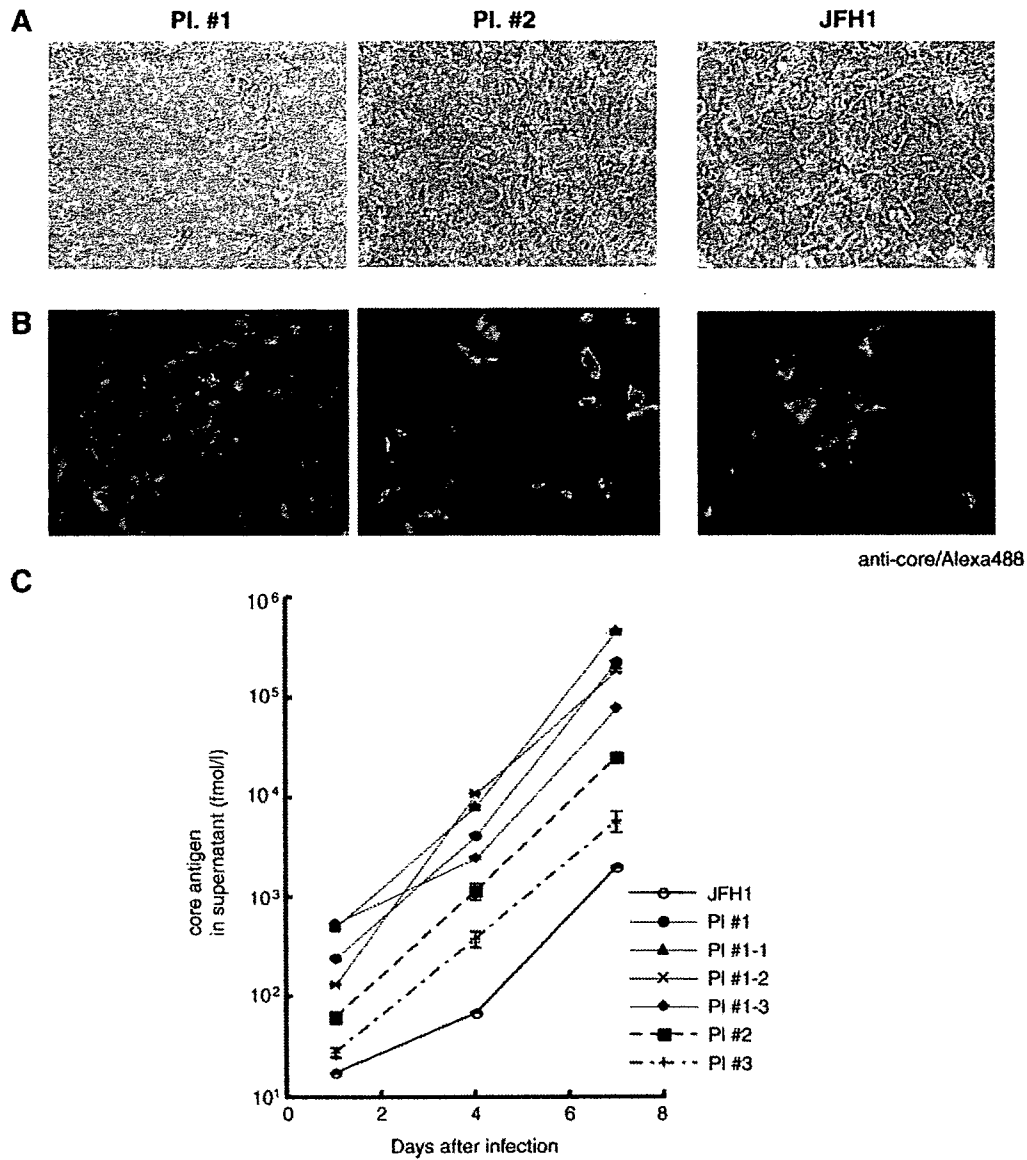 A
Pl. #1
Pl. #2
JFH1
B
anti-core/Alexa488
C
10^6
10^5
10^4
10^3
10^2
10^1
core antigen
in supernatant (fmol/l)
0
2
4
6
8
Days after infection
JFH1
Pl #1
Pl #1-1
Pl #1-2
Pl #1-3
Pl #2
Pl #3